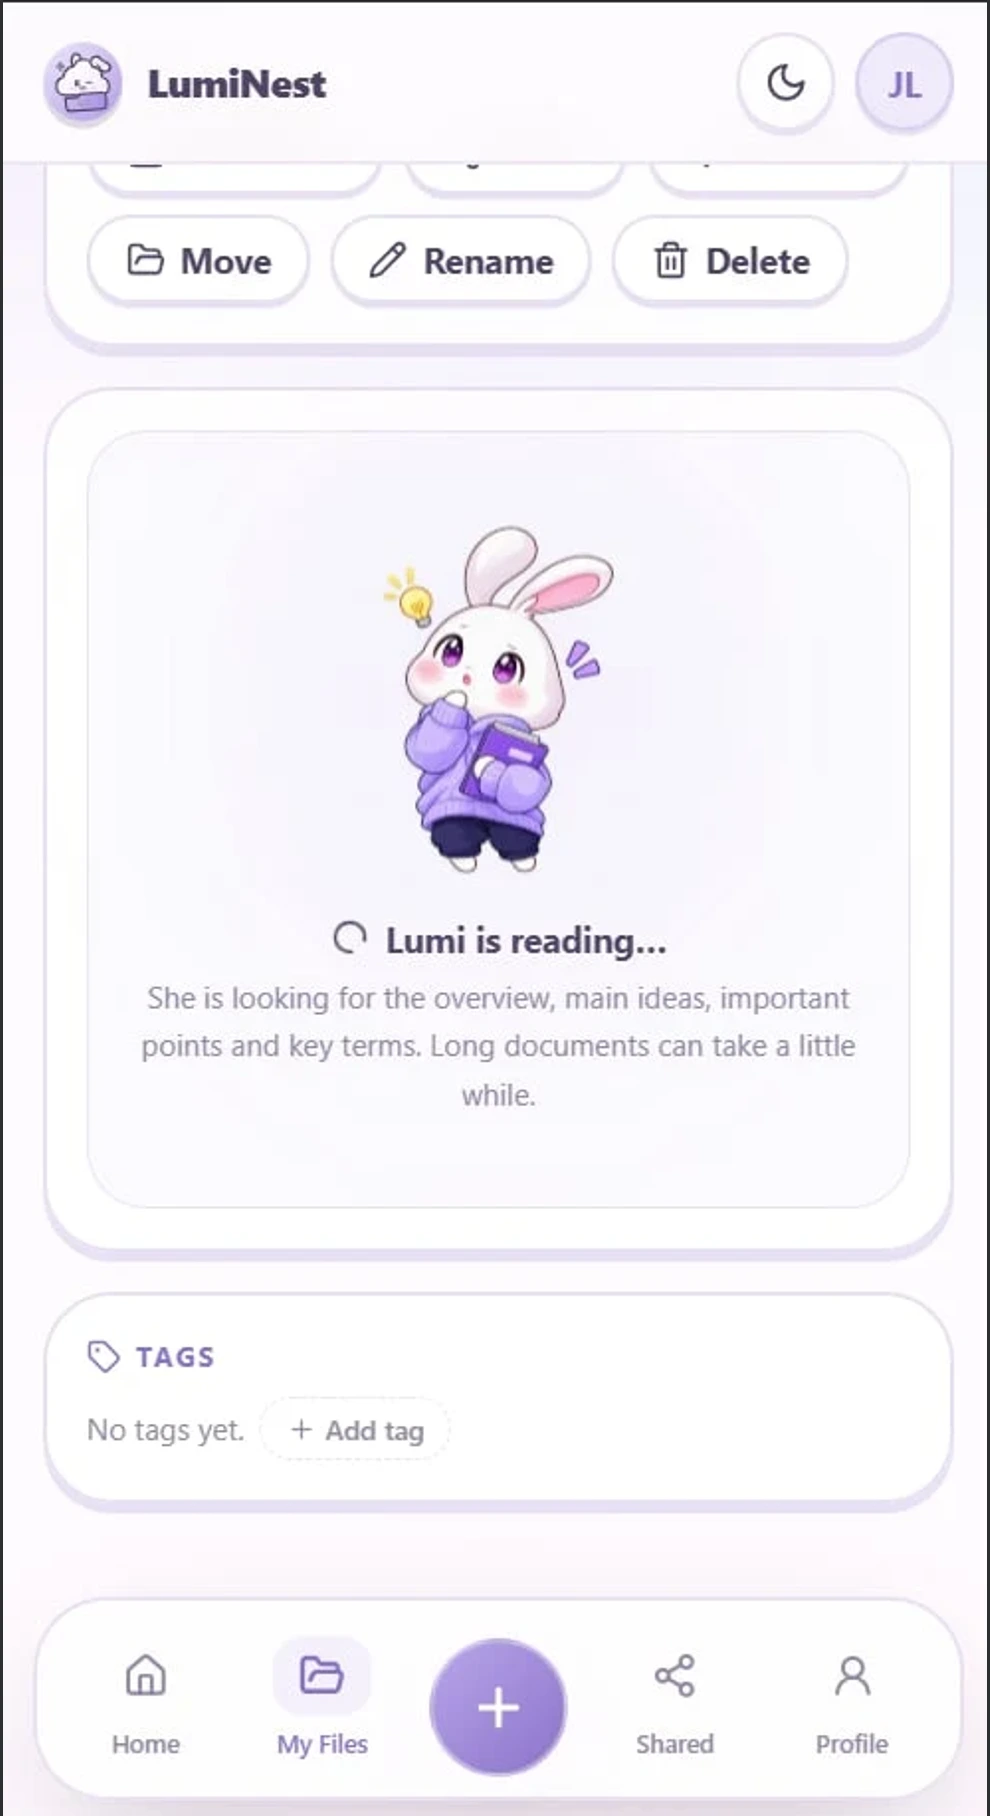 LumiNest
JL
Move
Rename
Delete
Lumi is reading...
She is looking for the overview, main ideas, important
points and key terms. Long documents can take a little
while.
TAGS
No tags yet.
+ Add tag
Home
My Files
Shared
Profile